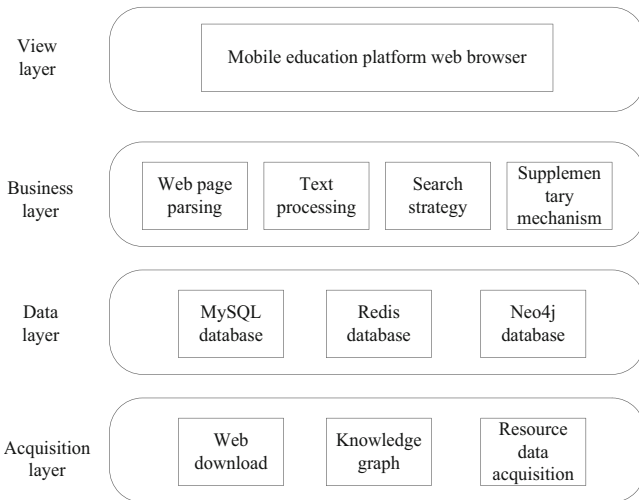 View
layer
Mobile education platform web browser
Business
layer
Web page
parsing
Text
processing
Search
strategy
Supplemen
tary
mechanism
Data
layer
MySQL
database
Redis
database
Neo4j
database
Acquisition
layer
Web
download
Knowledge
graph
Resource
data
acquisition